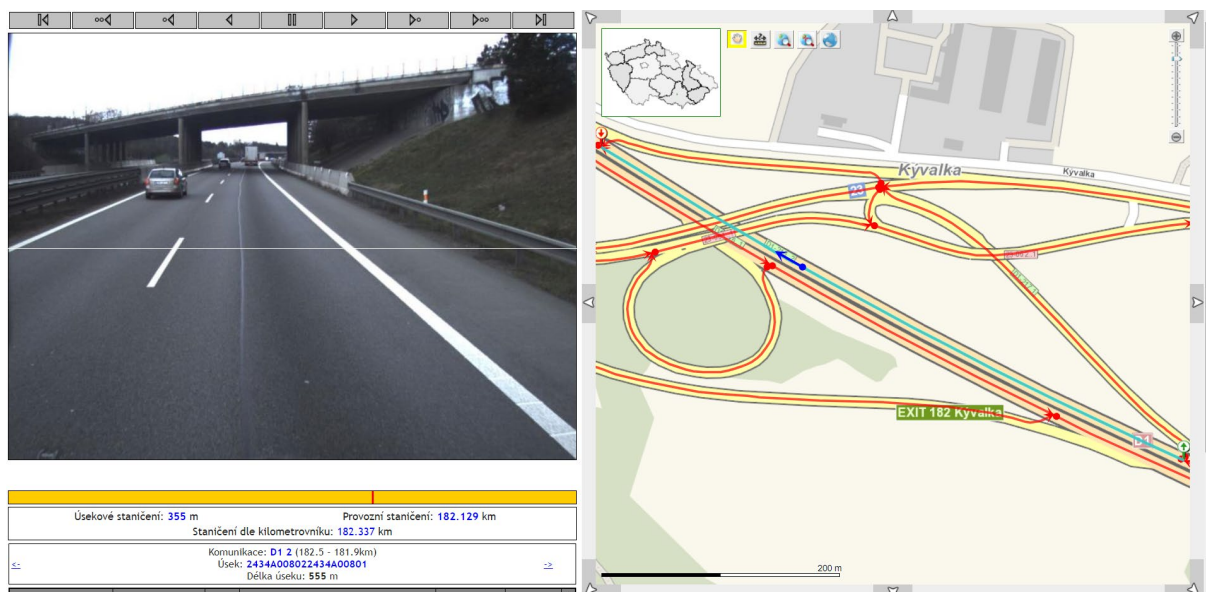 Úsekové staničení: 355 m
Provozní staničení: 182.129 km
Staničení dle kilometrovníku: 182.337 km
Komunikace: D1 2 (182.5 - 181.9km)
<- Úsek: 2434A008022434A00801 ->
Délka úseku: 555 m
Kývalka
Kývalka
23
EXIT 182 Kývalka
D1
200 m